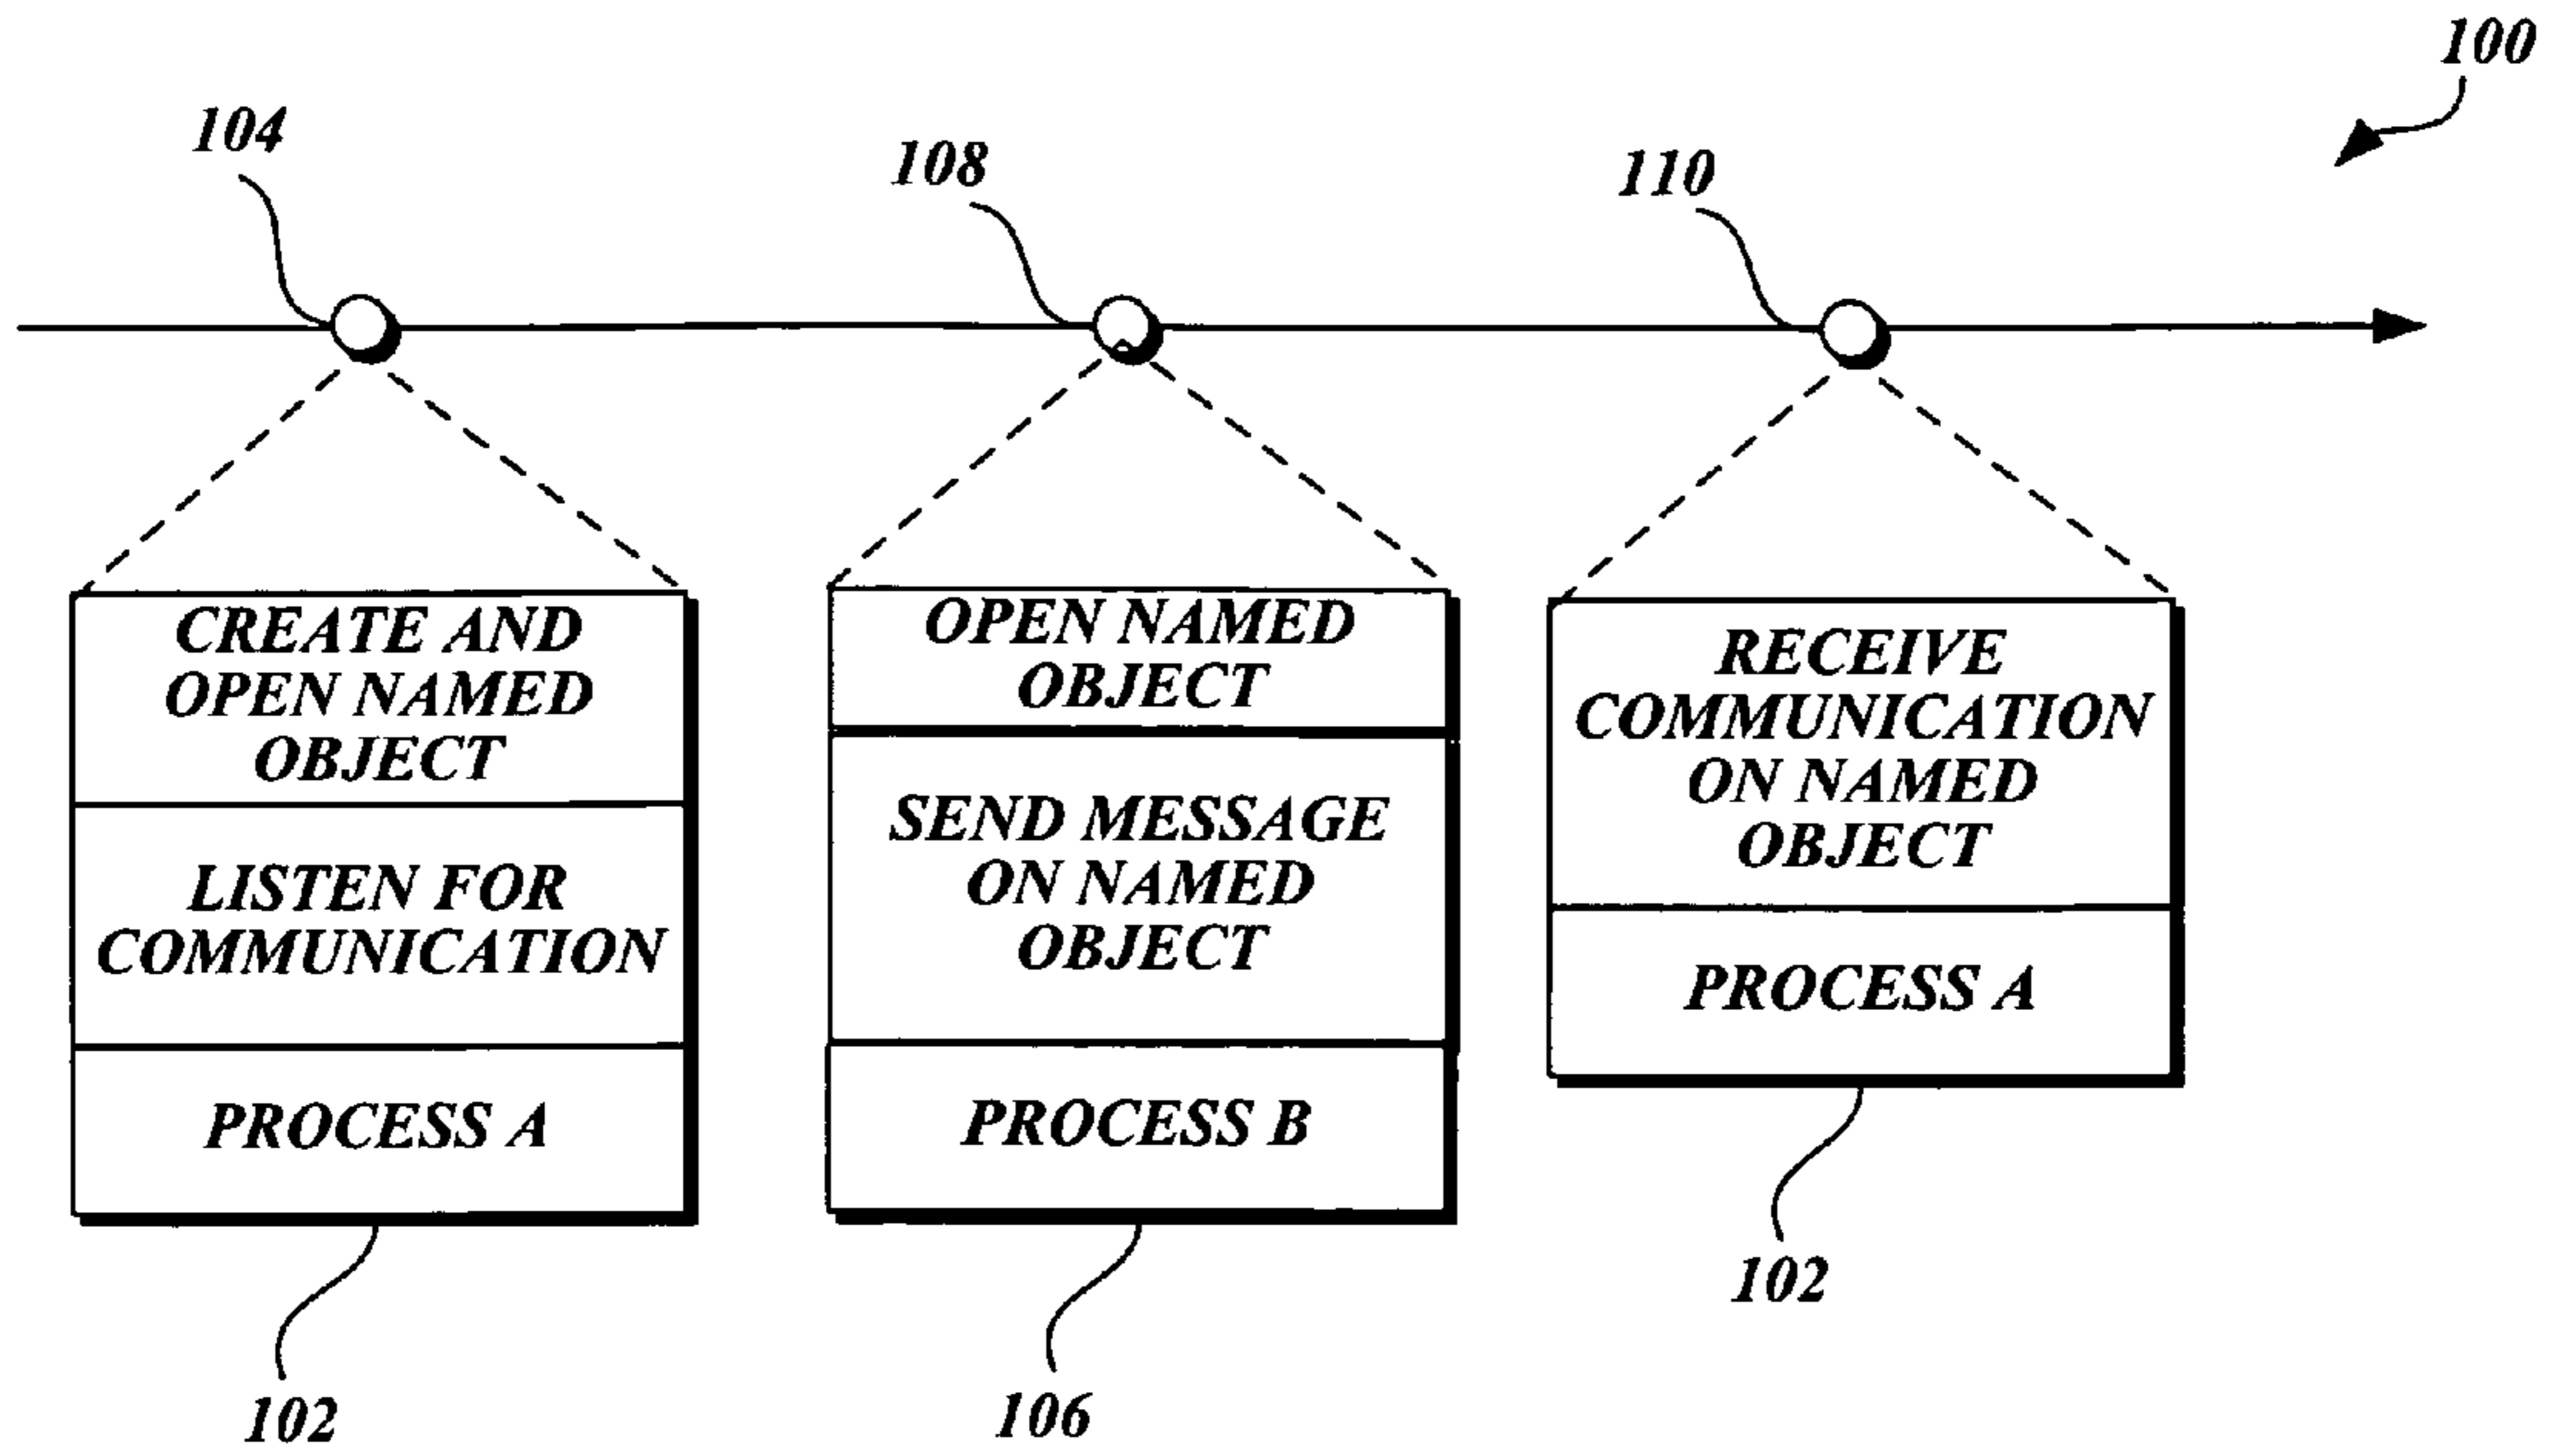 100
104
108
110
CREATE AND
OPEN NAMED
OBJECT
LISTEN FOR
COMMUNICATION
PROCESS A
102
OPEN NAMED
OBJECT
SEND MESSAGE
ON NAMED
OBJECT
PROCESS B
106
RECEIVE
COMMUNICATION
ON NAMED
OBJECT
PROCESS A
102